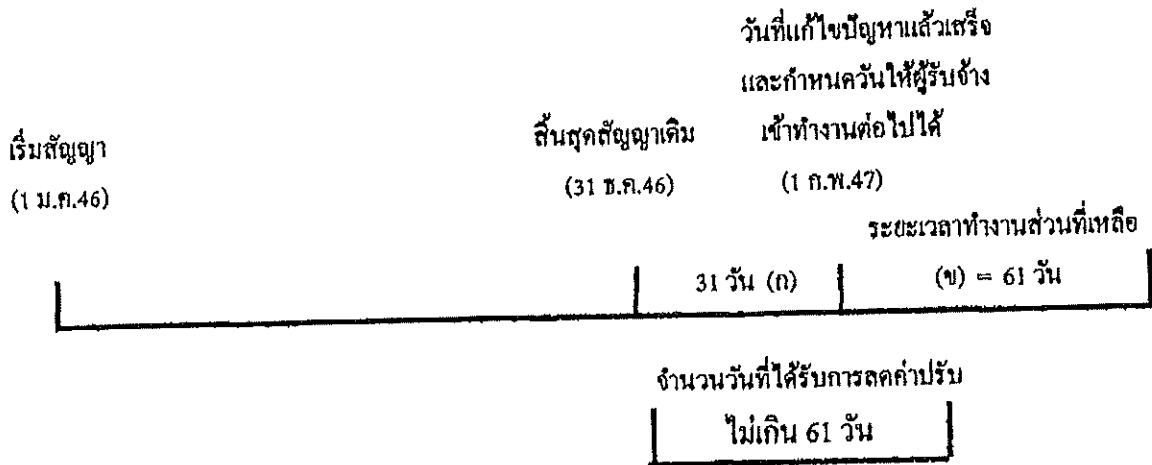 วันที่แก้ไขปัญหาแล้วเสร็จ
และกำหนดวันให้ผู้รับจ้าง
เริ่มสัญญา
สิ้นสุดสัญญาเดิม
เข้าทำงานต่อไปได้
(1 ม.ค.46)
(31 ธ.ค.46)
(1 ก.พ.47)
ระยะเวลาทำงานส่วนที่เหลือ
31 วัน (ก)
(ข) = 61 วัน
จำนวนวันที่ได้รับการลดค่าปรับ
ไม่เกิน 61 วัน